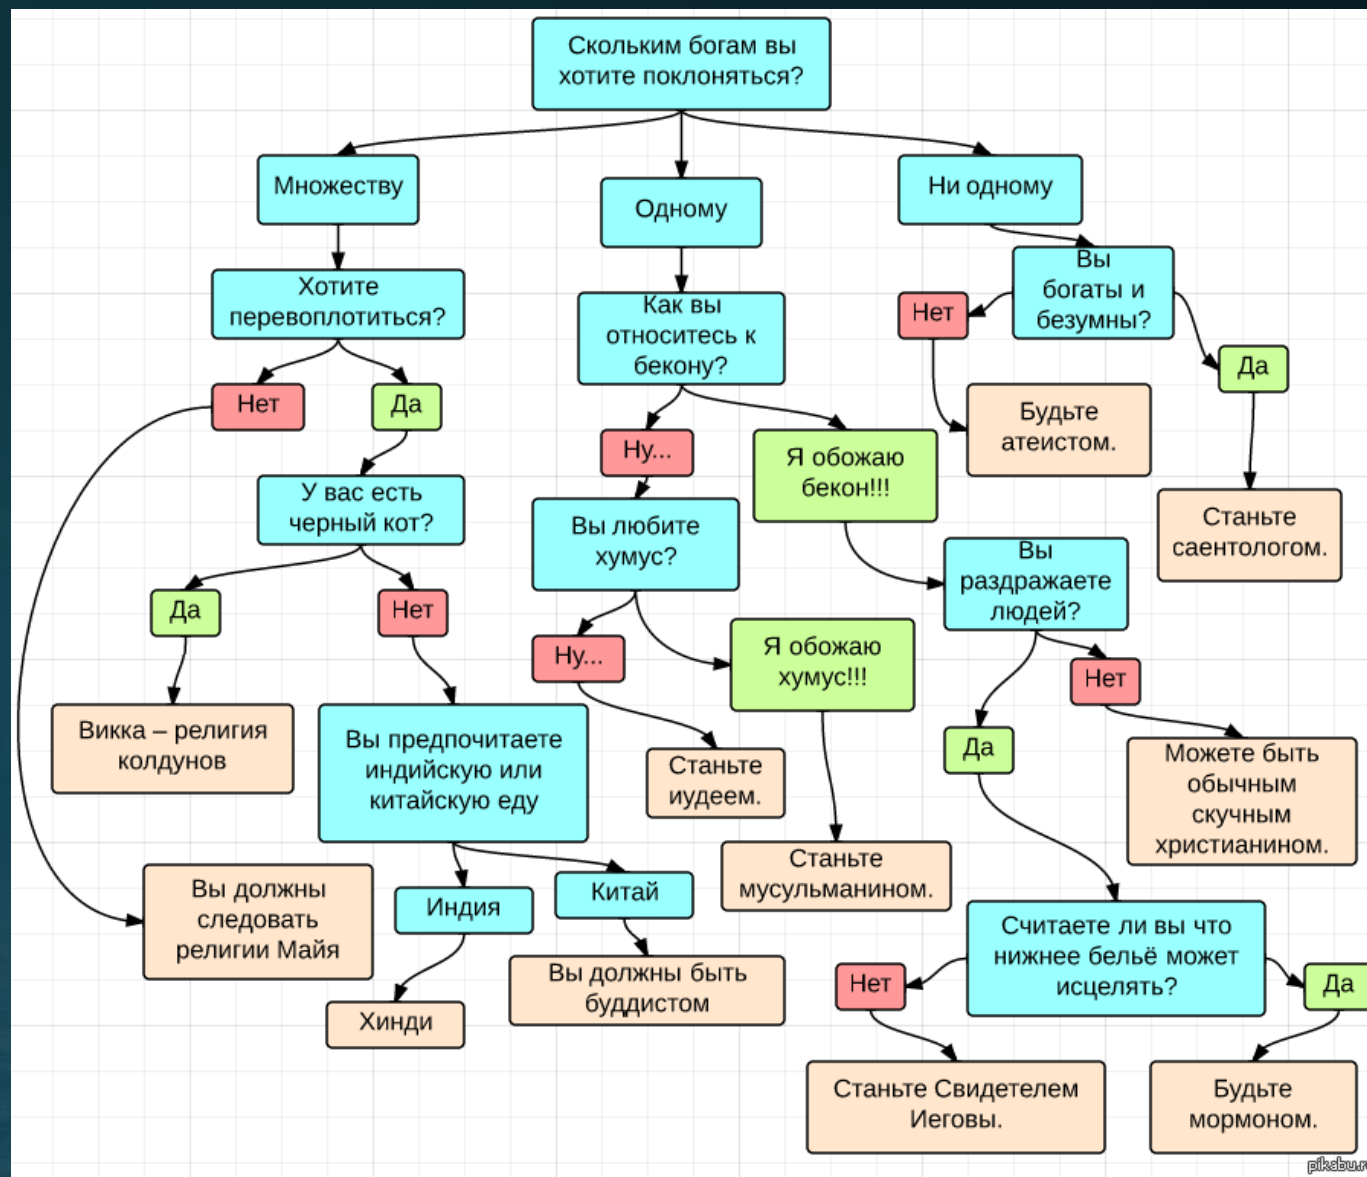 Скольким богам вы
хотите поклоняться?
Множеству
Одному
Ни одному
Хотите
перевоплотиться?
Как вы
относитесь к
бекону?
Вы
богаты и
безумны?
Нет
Да
Нет
Да
Ну...
Я обожаю
бекон!!!
Будьте
атеистом.
Станьте
саентологом.
У вас есть
черный кот?
Вы любите
хумус?
Вы
раздражаете
людей?
Да
Нет
Ну...
Я обожаю
хумус!!!
Нет
Да
Викка – религия
колдунов
Вы предпочитаете
индийскую или
китайскую еду
Станьте
иудеем.
Можете быть
обычным
скучным
христианином.
Станьте
мусульманином.
Вы должны
следовать
религии Майя
Индия
Китай
Считаете ли вы что
нижнее бельё может
исцелять?
Нет
Да
Вы должны быть
буддистом
Хинди
Станьте Свидетелем
Иеговы.
Будьте
мормоном.